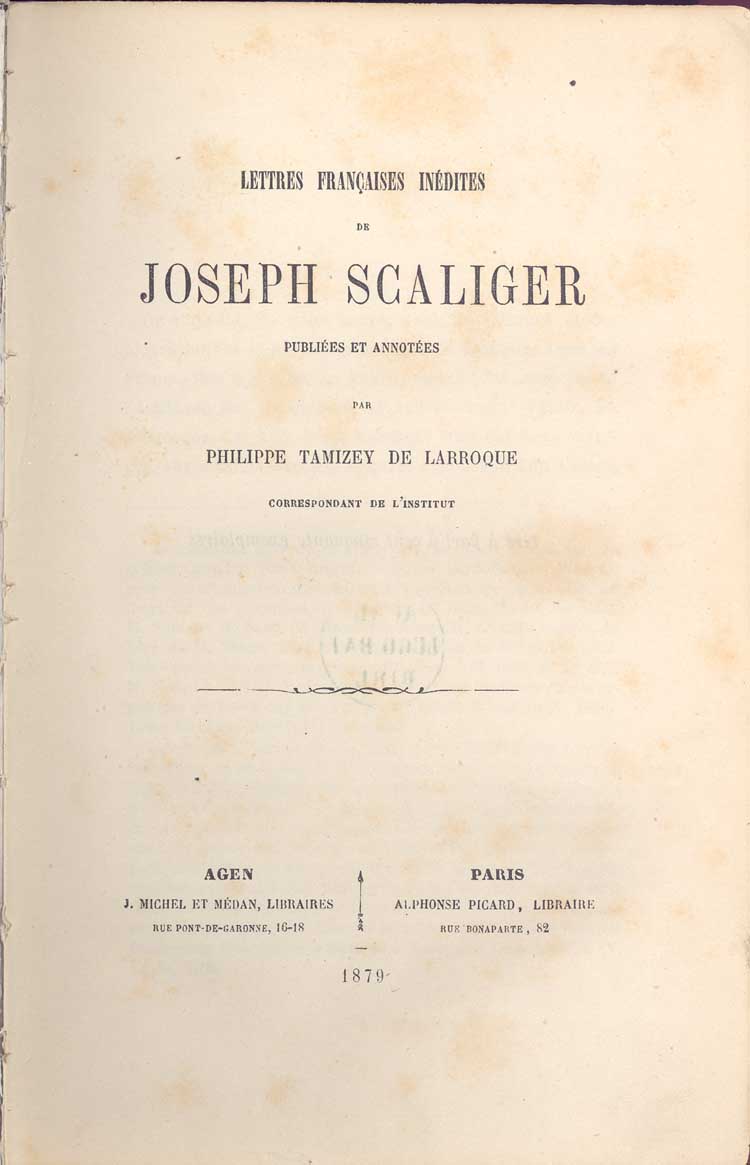 LETTRES FRANÇAISES INÉDITES
DE
JOSEPH SCALIGER
PUBLIÉES ET ANNOTÉES
PAR
PHILIPPE TAMIZEY DE LARROQUE
CORRESPONDANT DE L'INSTITUT
AGEN
J. MICHEL ET MÉDAN, LIBRAIRES
RUE PONT-DE-GARONNE, 16-18
PARIS
ALPHONSE PICARD, LIBRAIRE
RUE BONAPARTE, 82
1879